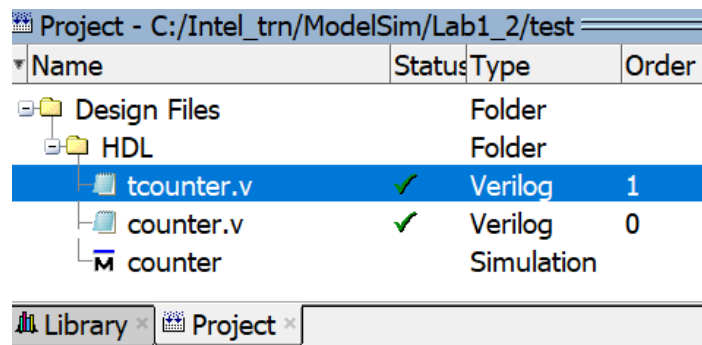 Project - C:/Intel_trn/ModelSim/Lab1_2/test
Name Status Type Order
Design Files Folder
HDL Folder
tcounter.v Verilog 1
counter.v Verilog 0
M counter Simulation
Library Project